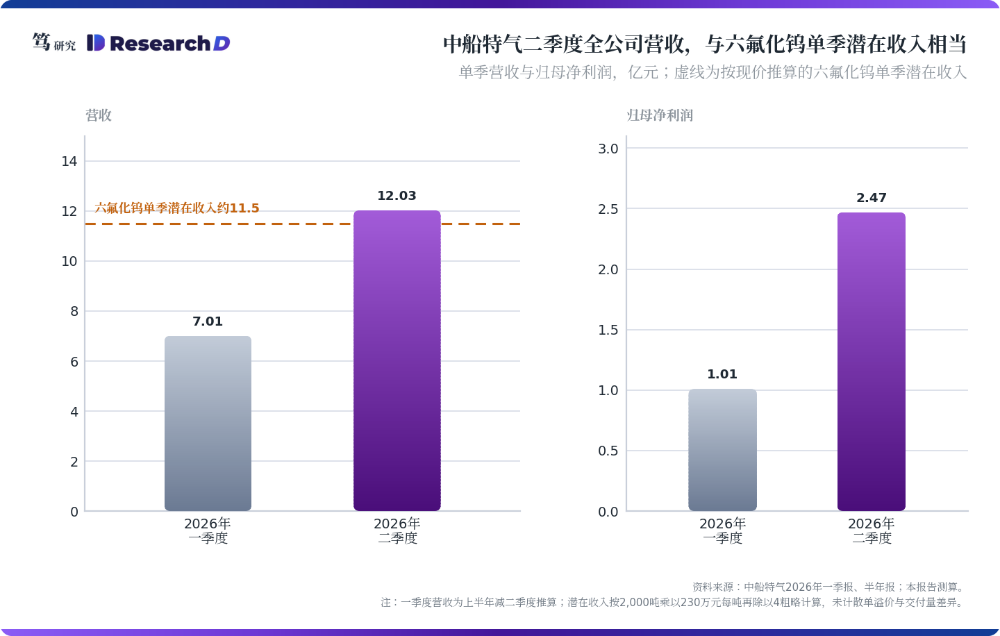 笃 研究 ResearchD
中船特气二季度全公司营收，与六氟化钨单季潜在收入相当
单季营收与归母净利润，亿元；虚线为按现价推算的六氟化钨单季潜在收入
营收
14
12
10
8
6
4
2
0
六氟化钨单季潜在收入约11.5
7.01
12.03
2026年
一季度
2026年
二季度
归母净利润
3.0
2.5
2.0
1.5
1.0
0.5
0.0
1.01
2.47
2026年
一季度
2026年
二季度
资料来源：中船特气2026年一季报、半年报；本报告测算。
注：一季度营收为上半年减二季度推算；潜在收入按2,000吨乘以230万元每吨再除以4粗略计算，未计散单溢价与交付量差异。